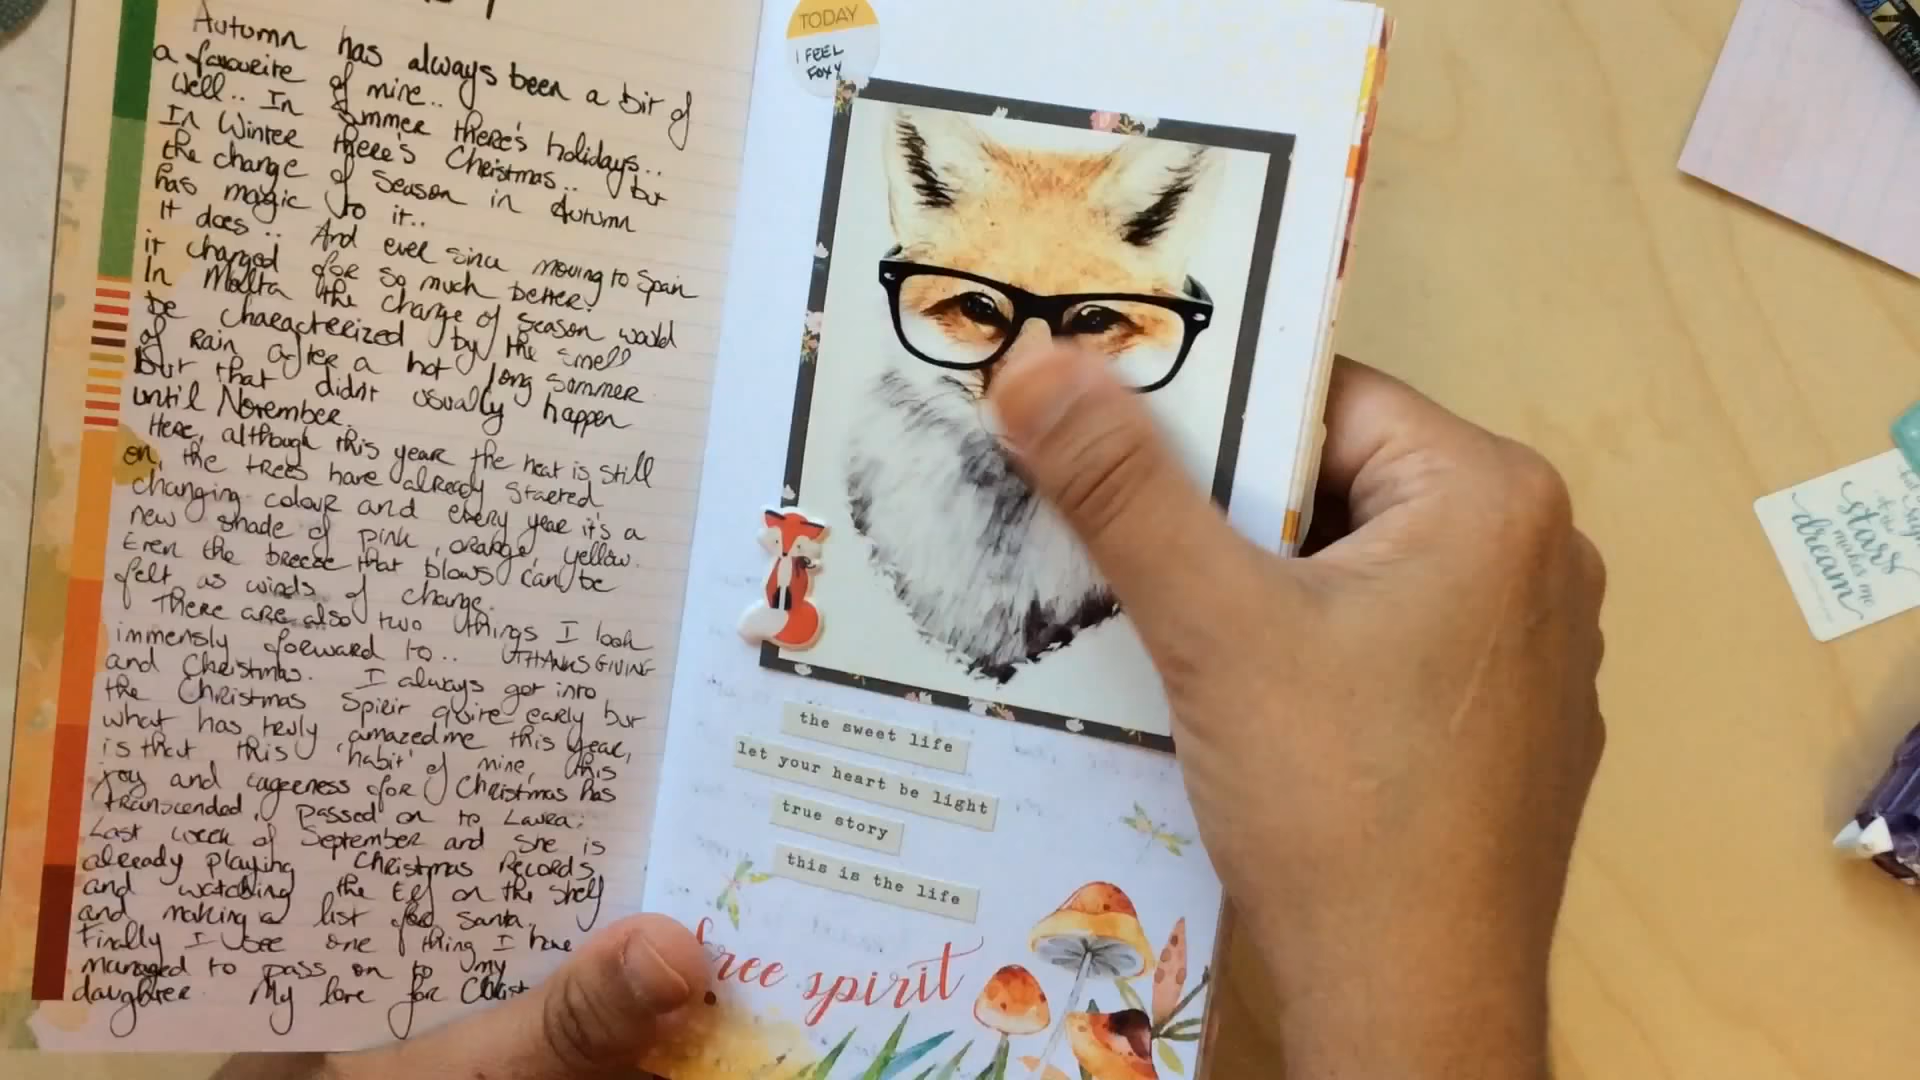 Autumn has always been a bit of
a favourite of mine..
Well.. In Summer there's holidays..
In Winter there's Christmas.. but
the change of season in Autumn
has magic to it..
It does.. And ever since moving to Spain
it changed for so much better.
In Malta the change of season would
be characterized by the smell
of rain after a hot long summer
but that didn't usually happen
until November.
Here, although this year the heat is still
on, the trees have already started
changing colour and every year it's a
new shade of pink, orange, yellow.
Even the breeze that blows can be
felt as winds of change.
There are also two things I look
immensly forward to.. THANKSGIVING
and Christmas. I always get into
the Christmas Spirit quite early but
what has truly amazed me this year,
is that this 'habit' of mine, this
joy and eagerness for Christmas has
transcended, passed on to Laura:
Last week of September and she is
already playing Christmas Records
and watching the Elf on the Shelf
and making a list for Santa.
Finally I see one thing I have
managed to pass on to my
daughter. My love for Christ
TODAY
I FEEL
FOXY
the sweet life
let your heart be light
true story
this is the life
free spirit
of the
stars
makes me
dream